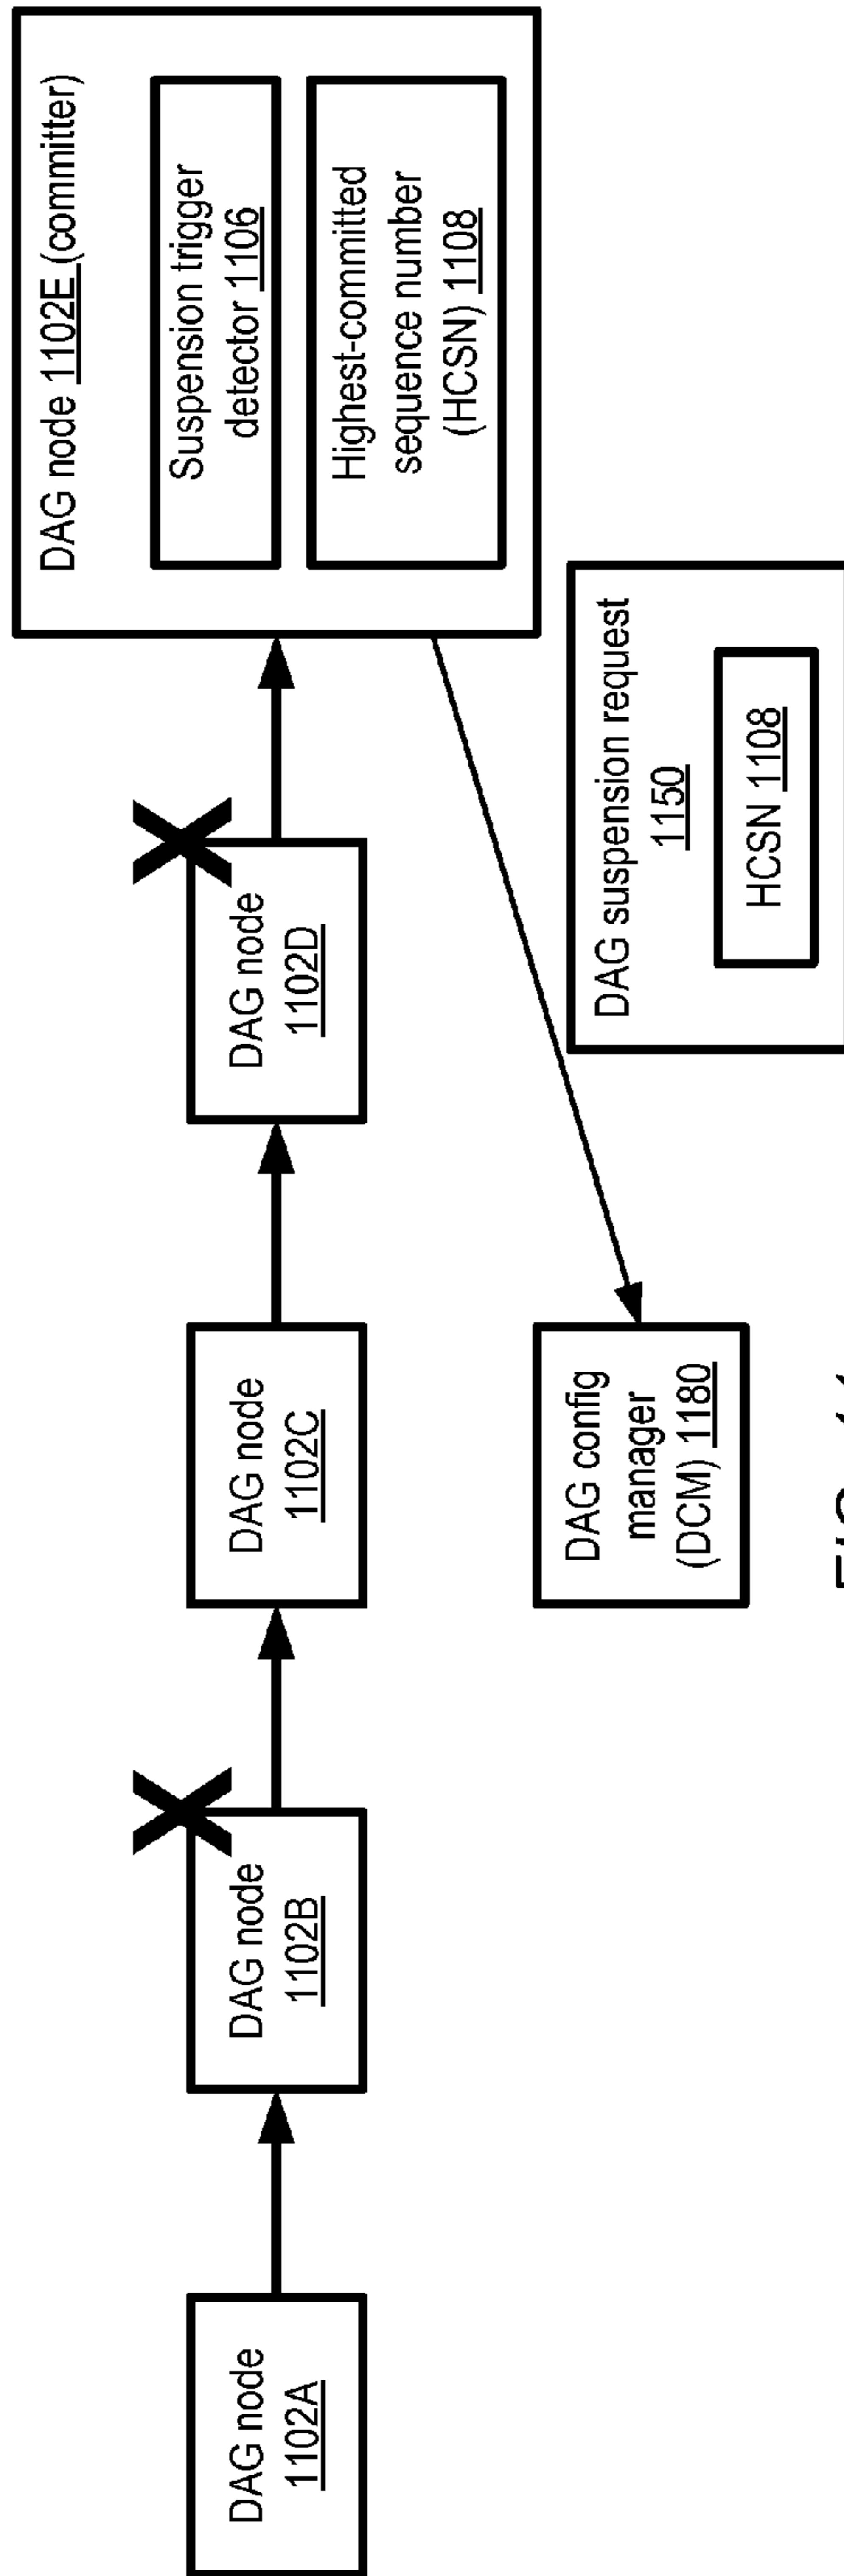 DAG node
1102A
DAG node
1102B
DAG node
1102C
DAG node
1102D
DAG node 1102E (committer)
Suspension trigger
detector 1106
Highest-committed
sequence number
(HCSN) 1108
DAG config
manager
(DCM) 1180
DAG suspension request
1150
HCSN 1108